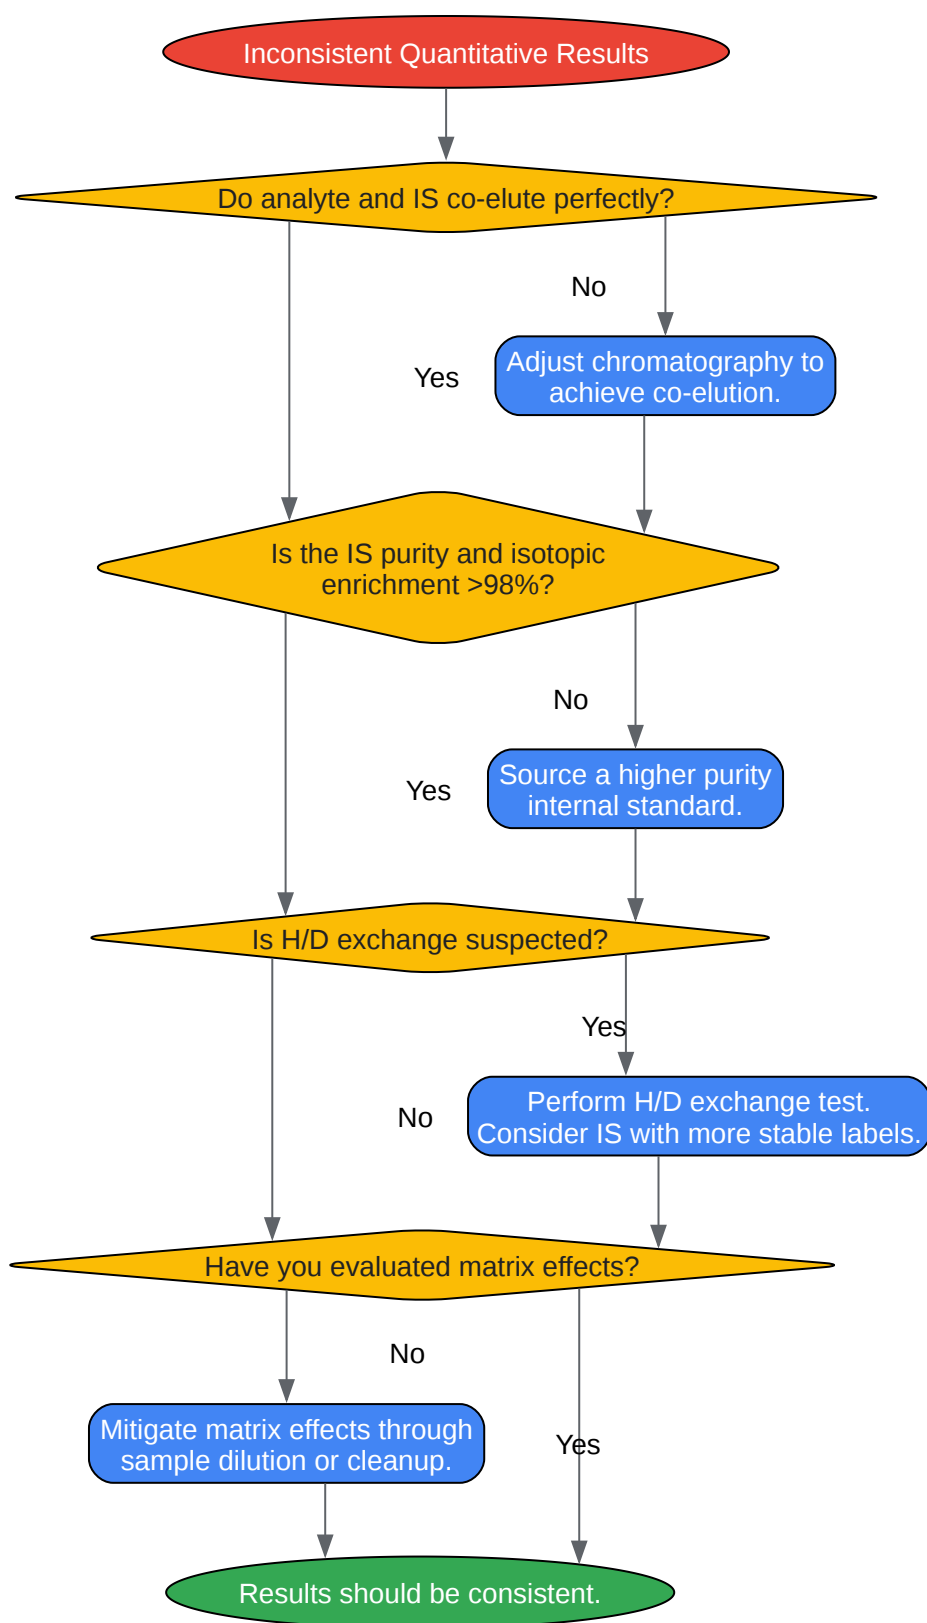 Inconsistent Quantitative Results
Do analyte and IS co-elute perfectly?
No
Yes
Adjust chromatography to
achieve co-elution.
Is the IS purity and isotopic
enrichment >98%?
No
Yes
Source a higher purity
internal standard.
Is H/D exchange suspected?
Yes
No
Perform H/D exchange test.
Consider IS with more stable labels.
Have you evaluated matrix effects?
No
Mitigate matrix effects through
sample dilution or cleanup.
Yes
Results should be consistent.